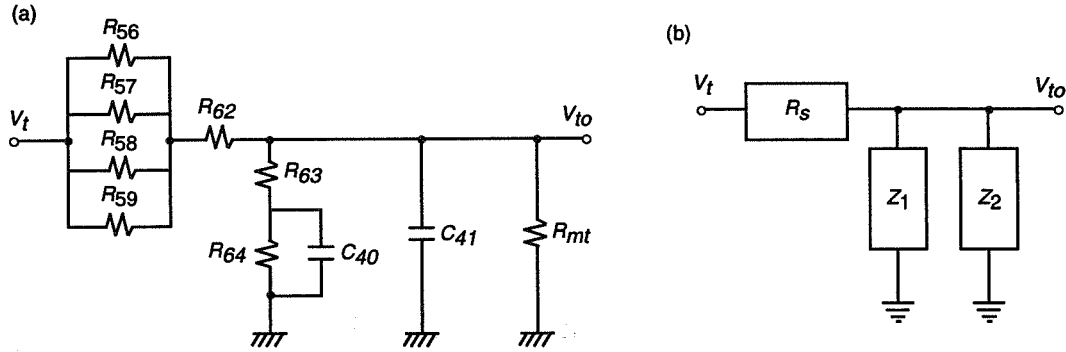 (a)
R56
R57
R58
R59
Vt
R62
Vto
R63
R64
C40
C41
Rmt
(b)
Vt
Rs
Vto
Z1
Z2